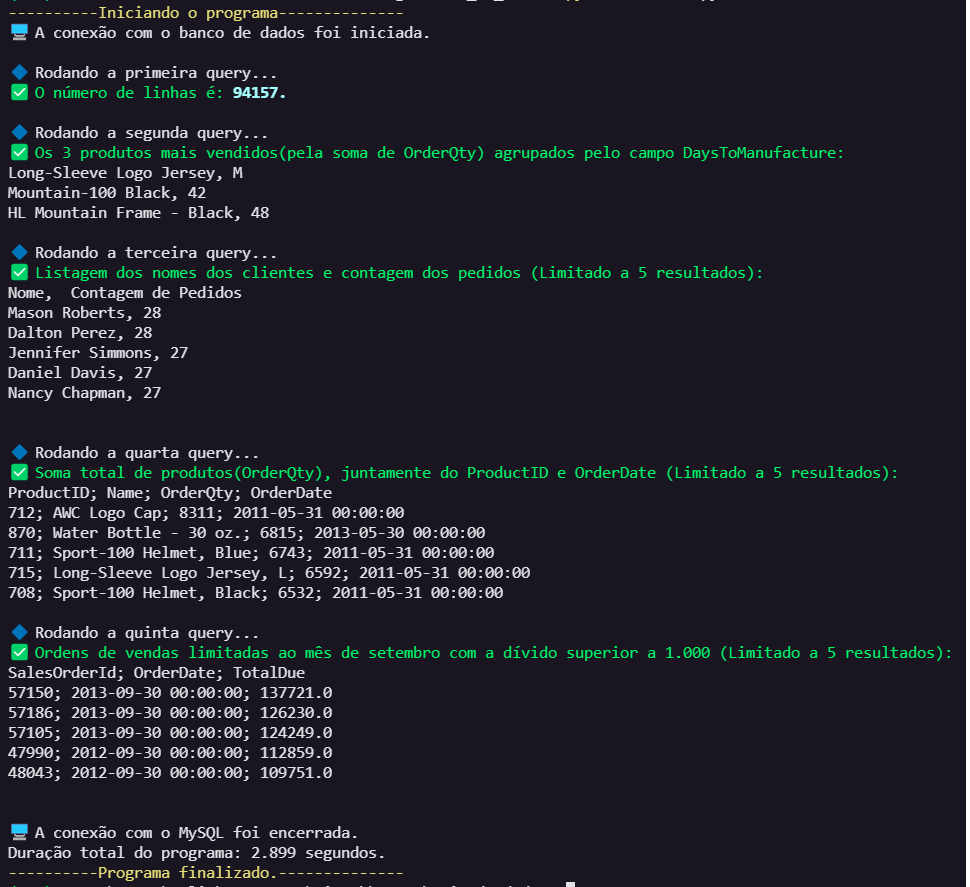 ----------Iniciando o programa--------------
A conexão com o banco de dados foi iniciada.
Rodando a primeira query...
O número de linhas é: 94157.
Rodando a segunda query...
Os 3 produtos mais vendidos(pela soma de OrderQty) agrupados pelo campo DaysToManufacture:
Long-Sleeve Logo Jersey, M
Mountain-100 Black, 42
HL Mountain Frame - Black, 48
Rodando a terceira query...
Listagem dos nomes dos clientes e contagem dos pedidos (Limitado a 5 resultados):
Nome,  Contagem de Pedidos
Mason Roberts, 28
Dalton Perez, 28
Jennifer Simmons, 27
Daniel Davis, 27
Nancy Chapman, 27
Rodando a quarta query...
Soma total de produtos(OrderQty), juntamente do ProductID e OrderDate (Limitado a 5 resultados):
ProductID; Name; OrderQty; OrderDate
712; AWC Logo Cap; 8311; 2011-05-31 00:00:00
870; Water Bottle - 30 oz.; 6815; 2013-05-30 00:00:00
711; Sport-100 Helmet, Blue; 6743; 2011-05-31 00:00:00
715; Long-Sleeve Logo Jersey, L; 6592; 2011-05-31 00:00:00
708; Sport-100 Helmet, Black; 6532; 2011-05-31 00:00:00
Rodando a quinta query...
Ordens de vendas limitadas ao mês de setembro com a dívido superior a 1.000 (Limitado a 5 resultados):
SalesOrderId; OrderDate; TotalDue
57150; 2013-09-30 00:00:00; 137721.0
57186; 2013-09-30 00:00:00; 126230.0
57105; 2013-09-30 00:00:00; 124249.0
47990; 2012-09-30 00:00:00; 112859.0
48043; 2012-09-30 00:00:00; 109751.0
A conexão com o MySQL foi encerrada.
Duração total do programa: 2.899 segundos.
----------Programa finalizado.--------------